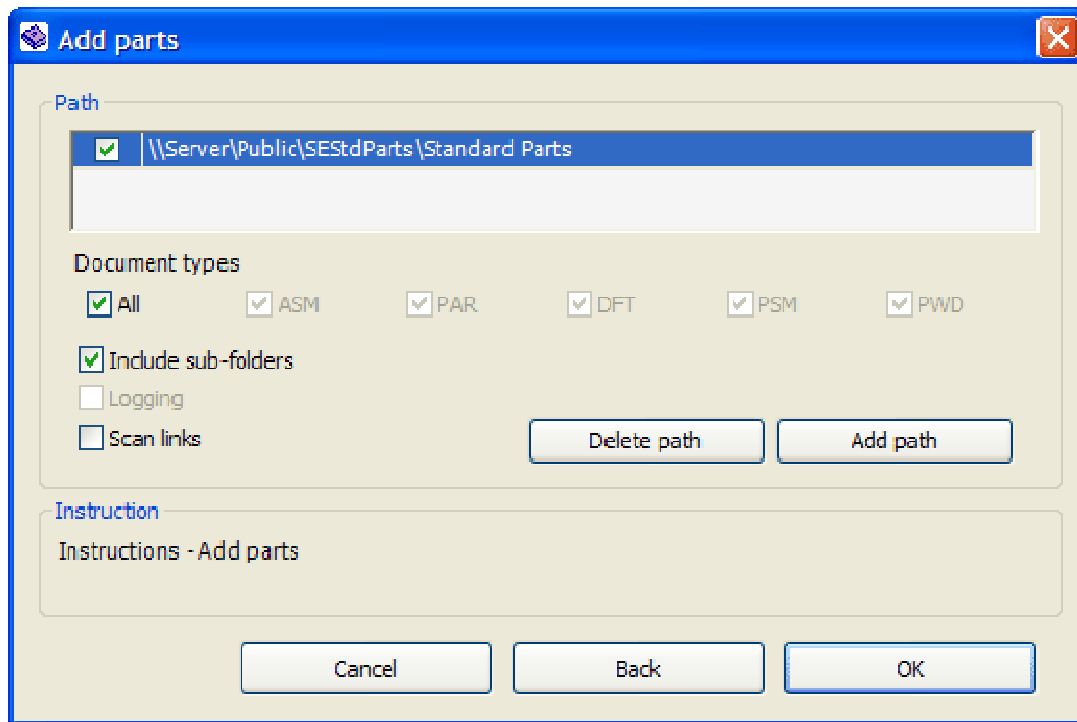 Add parts
Path
\\Server\Public\SEStdParts\Standard Parts
Document types
All ASM PAR DFT PSM PWD
Include sub-folders
Logging
Scan links Delete path Add path
Instruction
Instructions - Add parts
Cancel Back OK